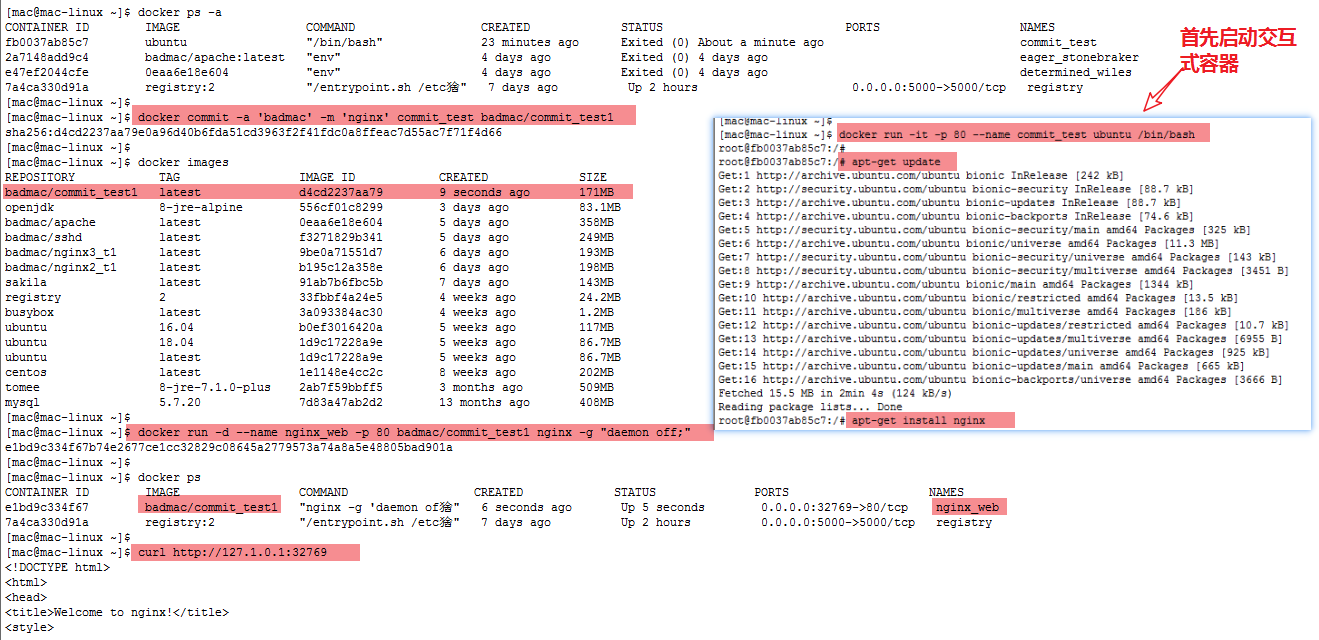 [mac@mac-linux ~]$ docker ps -a
CONTAINER ID IMAGE COMMAND CREATED STATUS PORTS NAMES
fb0037ab85c7 ubuntu "/bin/bash" 23 minutes ago Exited (0) About a minute ago commit_test
2a7148add9c4 badmac/apache:latest "env" 4 days ago Exited (0) 4 days ago eager_stonebraker
e47ef2044cfe 0eaa6e18e604 "env" 4 days ago Exited (0) 4 days ago determined_wiles
7a4ca330d91a registry:2 "/entrypoint.sh /etc猞" 7 days ago Up 2 hours 0.0.0.0:5000->5000/tcp registry
[mac@mac-linux ~]$
[mac@mac-linux ~]$ docker commit -a 'badmac' -m 'nginx' commit_test badmac/commit_test1
sha256:d4cd2237aa79e0a96d40b6fda51cd3963f2f41fdc0a8ffeac7d55ac7f71f4d66
[mac@mac-linux ~]$
[mac@mac-linux ~]$ docker images
REPOSITORY TAG IMAGE ID CREATED SIZE
badmac/commit_test1 latest d4cd2237aa79 9 seconds ago 171MB
openjdk 8-jre-alpine 556cf01c8299 3 days ago 83.1MB
badmac/apache latest 0eaa6e18e604 5 days ago 358MB
badmac/sshd latest f3271829b341 5 days ago 249MB
badmac/nginx3_t1 latest 9be0a71551d7 6 days ago 193MB
badmac/nginx2_t1 latest b195c12a358e 6 days ago 198MB
sakila latest 91ab7b6fbc5b 7 days ago 143MB
registry 2 33fbbf4a24e5 4 weeks ago 24.2MB
busybox latest 3a093384ac30 4 weeks ago 1.2MB
ubuntu 16.04 b0ef3016420a 5 weeks ago 117MB
ubuntu 18.04 1d9c17228a9e 5 weeks ago 86.7MB
ubuntu latest 1d9c17228a9e 5 weeks ago 86.7MB
centos latest 1e1148e4cc2c 8 weeks ago 202MB
tomee 8-jre-7.1.0-plus 2ab7f59bbff5 3 months ago 509MB
mysql 5.7.20 7d83a47ab2d2 13 months ago 408MB
[mac@mac-linux ~]$
[mac@mac-linux ~]$ docker run -d --name nginx_web -p 80 badmac/commit_test1 nginx -g "daemon off;"
e1bd9c334f67b74e2677ce1cc32829c08645a2779573a74a8a5e48805bad901a
[mac@mac-linux ~]$
[mac@mac-linux ~]$ docker ps
CONTAINER ID IMAGE COMMAND CREATED STATUS PORTS NAMES
e1bd9c334f67 badmac/commit_test1 "nginx -g 'daemon of猞" 6 seconds ago Up 5 seconds 0.0.0.0:32769->80/tcp nginx_web
7a4ca330d91a registry:2 "/entrypoint.sh /etc猞" 7 days ago Up 2 hours 0.0.0.0:5000->5000/tcp registry
[mac@mac-linux ~]$
[mac@mac-linux ~]$ curl http://127.1.0.1:32769
<!DOCTYPE html>
<html>
<head>
<title>Welcome to nginx!</title>
<style>
首先启动交互
式容器
[mac@mac-linux ~]$
[mac@mac-linux ~]$ docker run -it -p 80 --name commit_test ubuntu /bin/bash
root@fb0037ab85c7:/#
root@fb0037ab85c7:/# apt-get update
Get:1 http://archive.ubuntu.com/ubuntu bionic InRelease [242 kB]
Get:2 http://security.ubuntu.com/ubuntu bionic-security InRelease [88.7 kB]
Get:3 http://archive.ubuntu.com/ubuntu bionic-updates InRelease [88.7 kB]
Get:4 http://archive.ubuntu.com/ubuntu bionic-backports InRelease [74.6 kB]
Get:5 http://security.ubuntu.com/ubuntu bionic-security/main amd64 Packages [325 kB]
Get:6 http://archive.ubuntu.com/ubuntu bionic/universe amd64 Packages [11.3 MB]
Get:7 http://security.ubuntu.com/ubuntu bionic-security/universe amd64 Packages [143 kB]
Get:8 http://security.ubuntu.com/ubuntu bionic-security/multiverse amd64 Packages [3451 B]
Get:9 http://archive.ubuntu.com/ubuntu bionic/main amd64 Packages [1344 kB]
Get:10 http://archive.ubuntu.com/ubuntu bionic/restricted amd64 Packages [13.5 kB]
Get:11 http://archive.ubuntu.com/ubuntu bionic/multiverse amd64 Packages [186 kB]
Get:12 http://archive.ubuntu.com/ubuntu bionic-updates/restricted amd64 Packages [10.7 kB]
Get:13 http://archive.ubuntu.com/ubuntu bionic-updates/multiverse amd64 Packages [6955 B]
Get:14 http://archive.ubuntu.com/ubuntu bionic-updates/universe amd64 Packages [925 kB]
Get:15 http://archive.ubuntu.com/ubuntu bionic-updates/main amd64 Packages [665 kB]
Get:16 http://archive.ubuntu.com/ubuntu bionic-backports/universe amd64 Packages [3666 B]
Fetched 15.5 MB in 2min 4s (124 kB/s)
Reading package lists... Done
root@fb0037ab85c7:/# apt-get install nginx